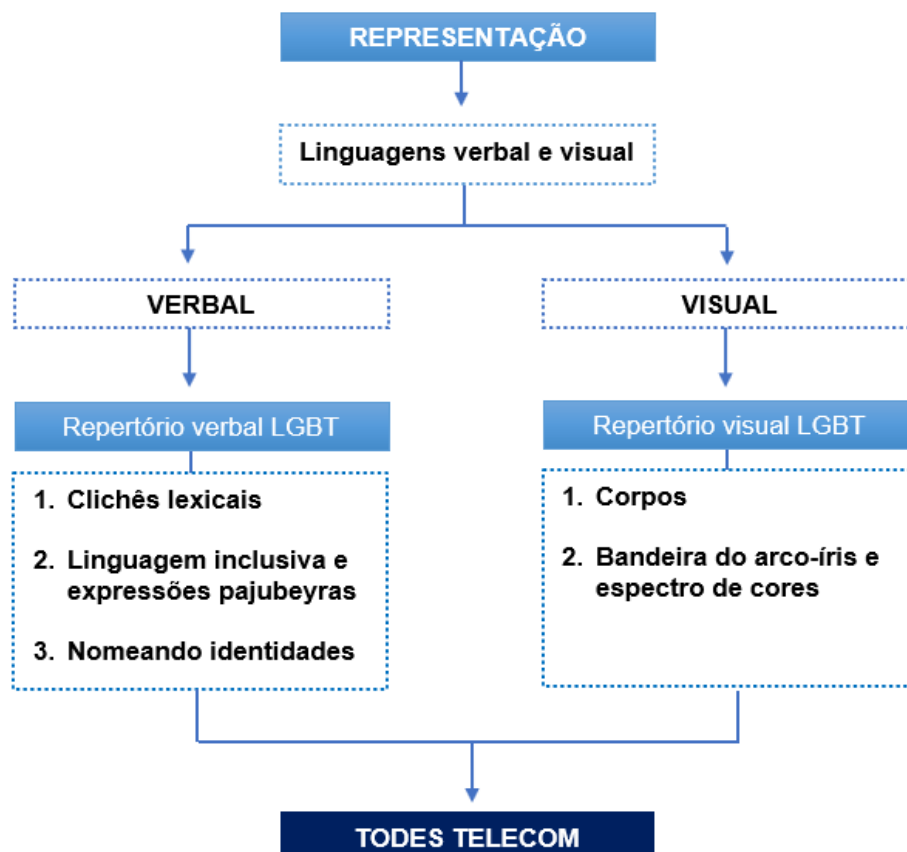 REPRESENTAÇÃO
Linguagens verbal e visual
VERBAL
VISUAL
Repertório verbal LGBT
Repertório visual LGBT
1. Clichês lexicais
2. Linguagem inclusiva e
expressões pajubeyras
3. Nomeando identidades
1. Corpos
2. Bandeira do arco-íris e
espectro de cores
TODES TELECOM